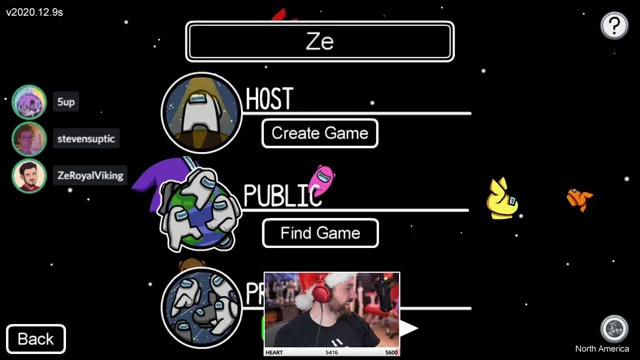 v2020.12.9s
Ze
?
5up
stevensuptic
ZeRoyalViking
HOST
Create Game
PUBLIC
Find Game
PR
Back
HEART 5416 5600
North America